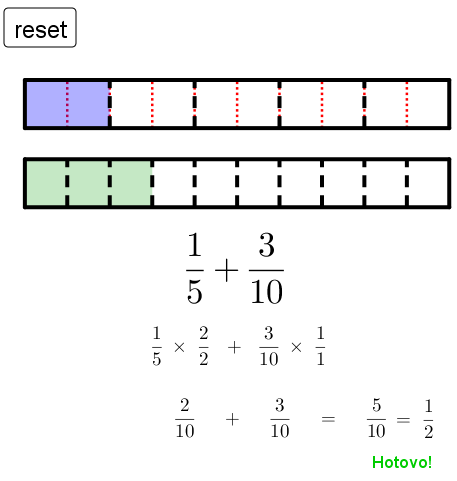 reset
1/5 + 3/10
1/5 × 2/2 + 3/10 × 1/1
2/10 + 3/10 = 5/10 = 1/2
Hotovo!